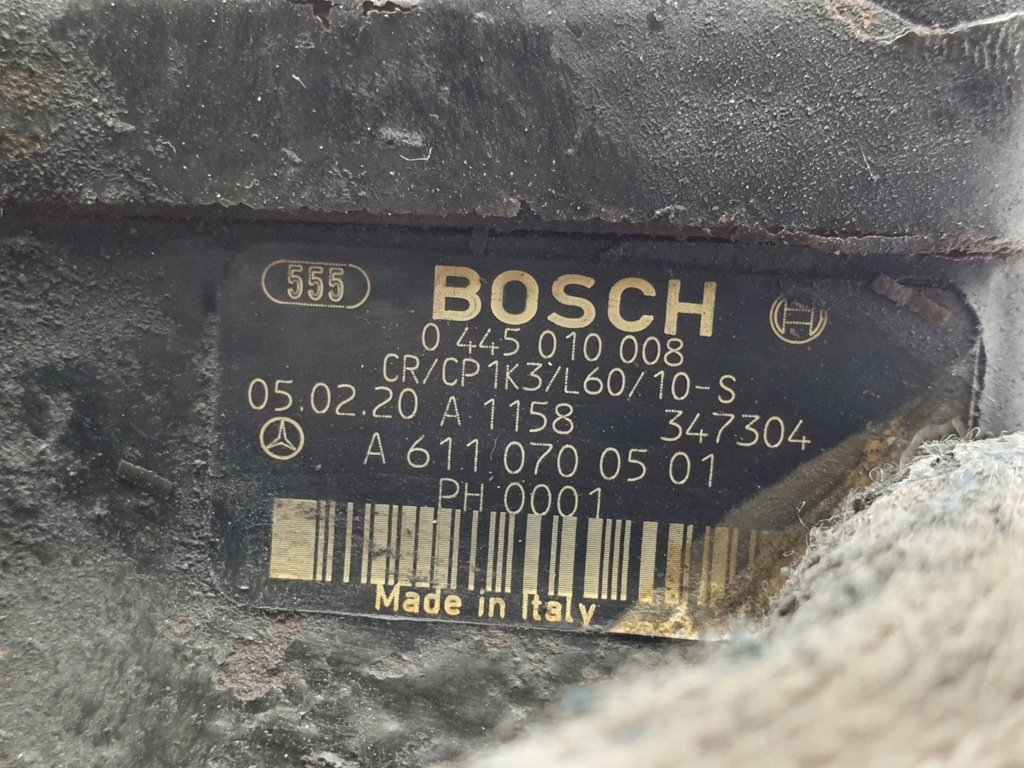 555
BOSCH
0 445 010 008
CR/CP1K3/L60/10-S
05.02.20 A 1158 347304
A 611 070 05 01
PH 0001
Made in Italy